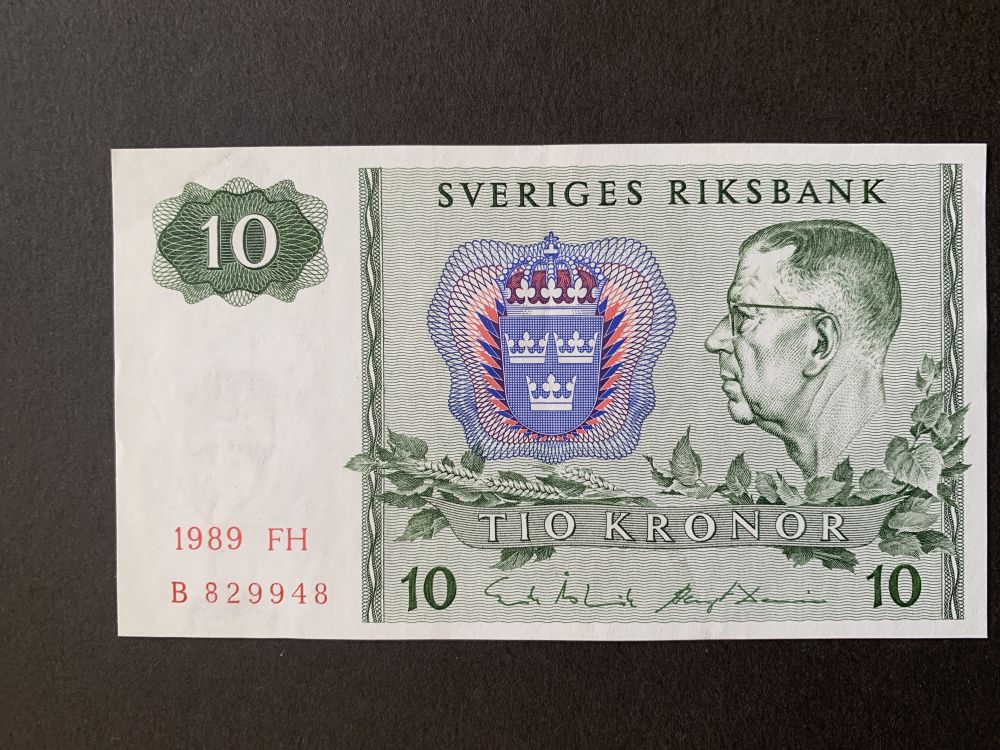 SVERIGES RIKSBANK
10
1989 FH
B 829948
TIO KRONOR
10
10